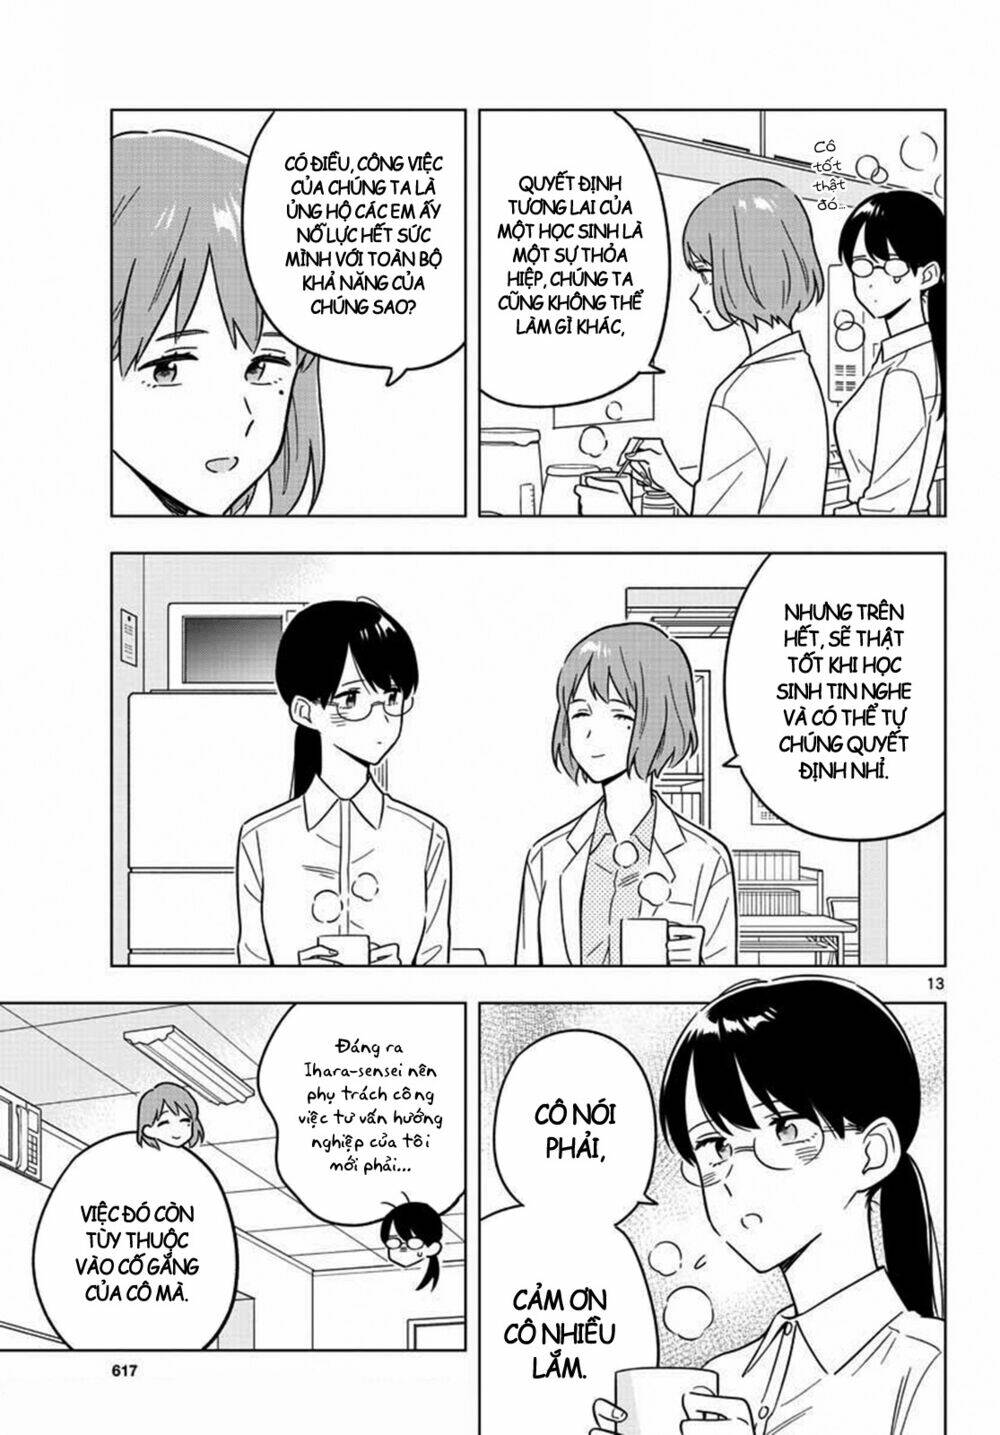 Cô
tốt
thật
đó...
QUYẾT ĐỊNH
TƯƠNG LAI CỦA
MỘT HỌC SINH LÀ
MỘT SỰ THỎA
HIỆP, CHÚNG TA
CŨNG KHÔNG THỂ
LÀM GÌ KHÁC,
CÓ ĐIỀU, CÔNG VIỆC
CỦA CHÚNG TA LÀ
ỦNG HỘ CÁC EM ẤY
NỖ LỰC HẾT SỨC
MÌNH VỚI TOÀN BỘ
KHẢ NĂNG CỦA
CHÚNG SAO?
NHƯNG TRÊN
HẾT, SẼ THẬT
TỐT KHI HỌC
SINH TIN NGHE
VÀ CÓ THỂ TỰ
CHÚNG QUYẾT
ĐỊNH NHỈ.
13
CÔ NÓI
PHẢI,
CẢM ƠN
CÔ NHIỀU
LẮM.
Đáng ra
Ihara-sensei nên
phụ trách công
việc tư vấn hướng
nghiệp của tôi
mới phải...
VIỆC ĐÓ CÒN
TÙY THUỘC
VÀO CỐ GẮNG
CỦA CÔ MÀ.
617